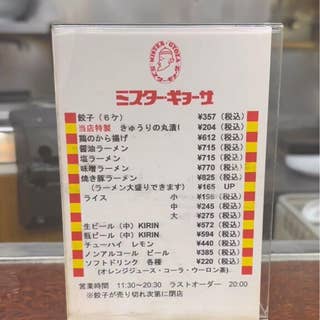 MISTER・GYOZA
ミスター・ギョーザ
餃子（6ケ） ¥357（税込）
当店特製 きゅうりの丸漬! ¥204（税込）
鶏のから揚げ ¥612（税込）
醤油ラーメン ¥715（税込）
塩ラーメン ¥715（税込）
味噌ラーメン ¥770（税込）
焼き豚ラーメン ¥825（税込）
（ラーメン大盛りできます） ¥165 UP
ライス 小 ¥198（税込）
中 ¥245（税込）
大 ¥275（税込）
生ビール（中）KIRIN ¥572（税込）
瓶ビール（中）KIRIN ¥594（税込）
チューハイ レモン ¥440（税込）
ノンアルコール ビール ¥385（税込）
ソフトドリンク 各種 ¥220（税込）
（オレンジジュース・コーラ・ウーロン茶）
営業時間 11:30～20:30 ラストオーダー 20:00
※餃子が売り切れ次第に閉店